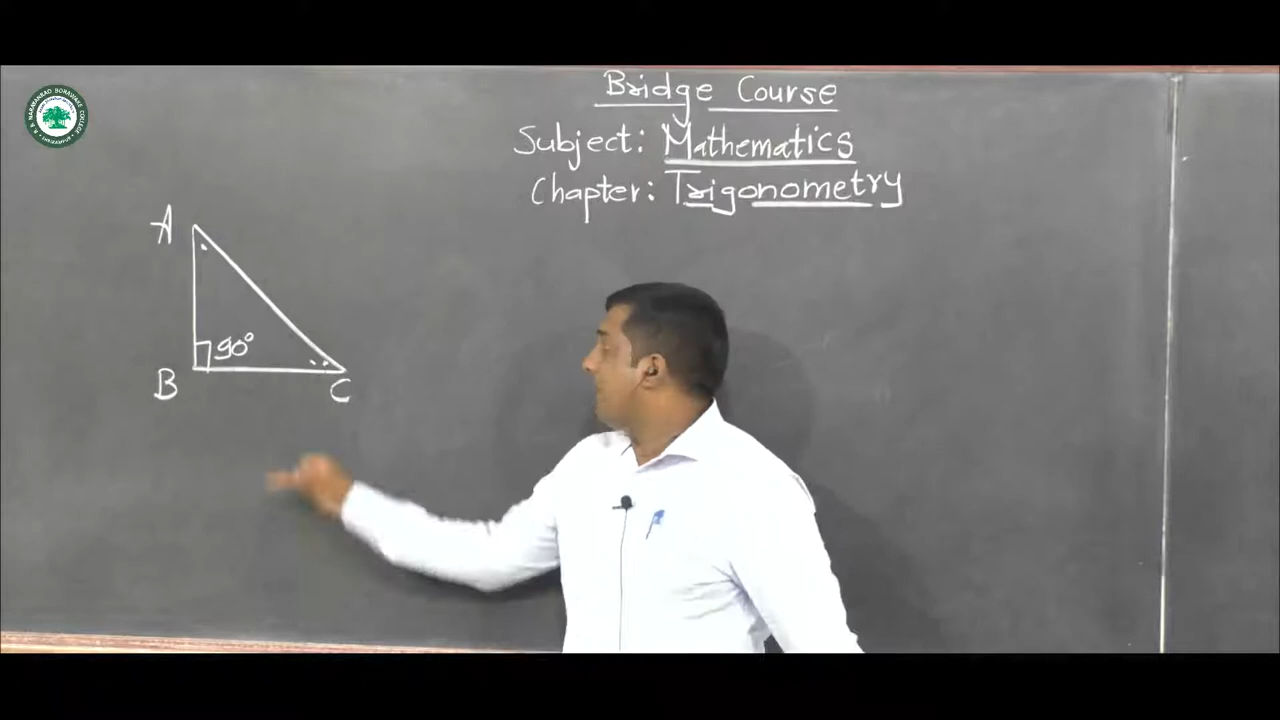 Bridge Course
Subject: Mathematics
Chapter: Trigonometry
A
90°
B
C